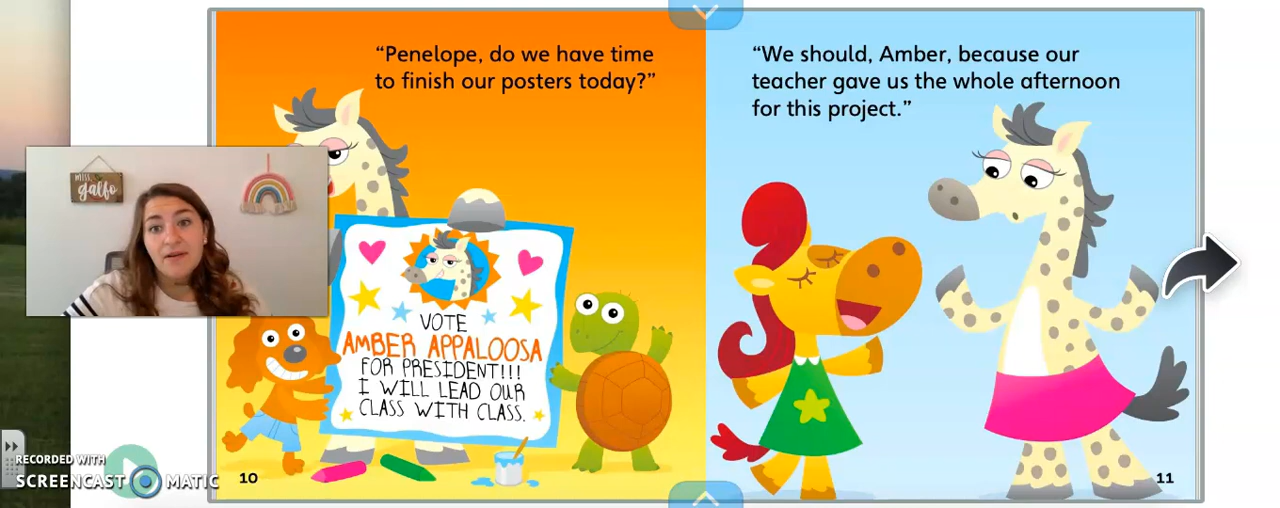 “Penelope, do we have time
to finish our posters today?”
“We should, Amber, because our
teacher gave us the whole afternoon
for this project.”
miss
galfo
VOTE
AMBER APPALOOSA
FOR PRESIDENT!!!
I WILL LEAD OUR
CLASS WITH CLASS.
RECORDED WITH
SCREENCAST MATIC
10
11